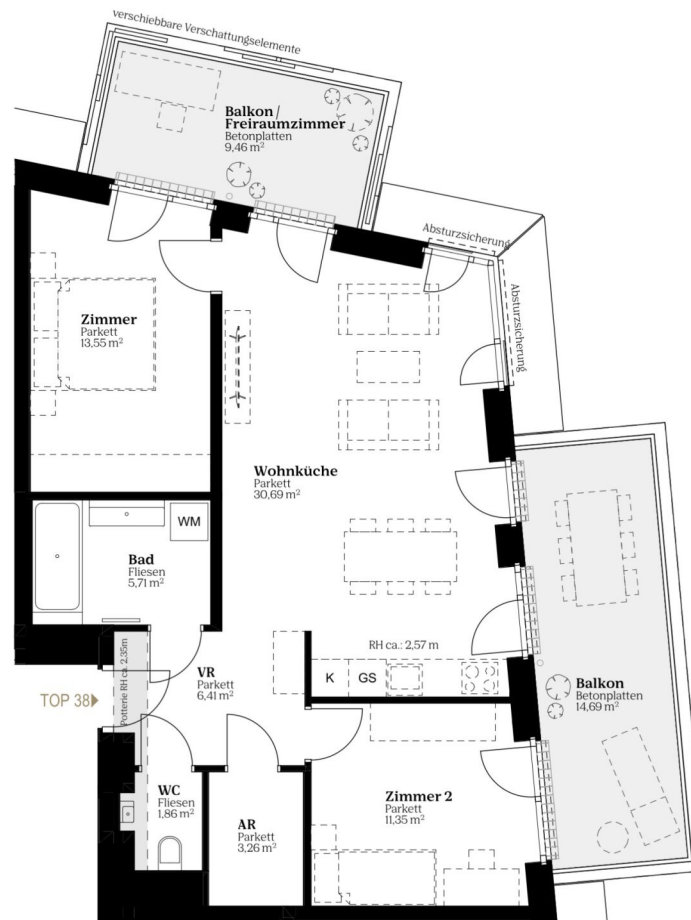 verschiebbare Verschattungselemente
Balkon /
Freiraumzimmer
Betonplatten
9,46 m²
Absturzsicherung
Absturzsicherung
Zimmer
Parkett
13,55 m²
Wohnküche
Parkett
30,69 m²
WM
Bad
Fliesen
5,71 m²
RH ca.: 2,57 m
K
GS
Potterie RH ca. 2,35m
VR
Parkett
6,41 m²
TOP 38
Balkon
Betonplatten
14,69 m²
WC
Fliesen
1,86 m²
AR
Parkett
3,26 m²
Zimmer 2
Parkett
11,35 m²